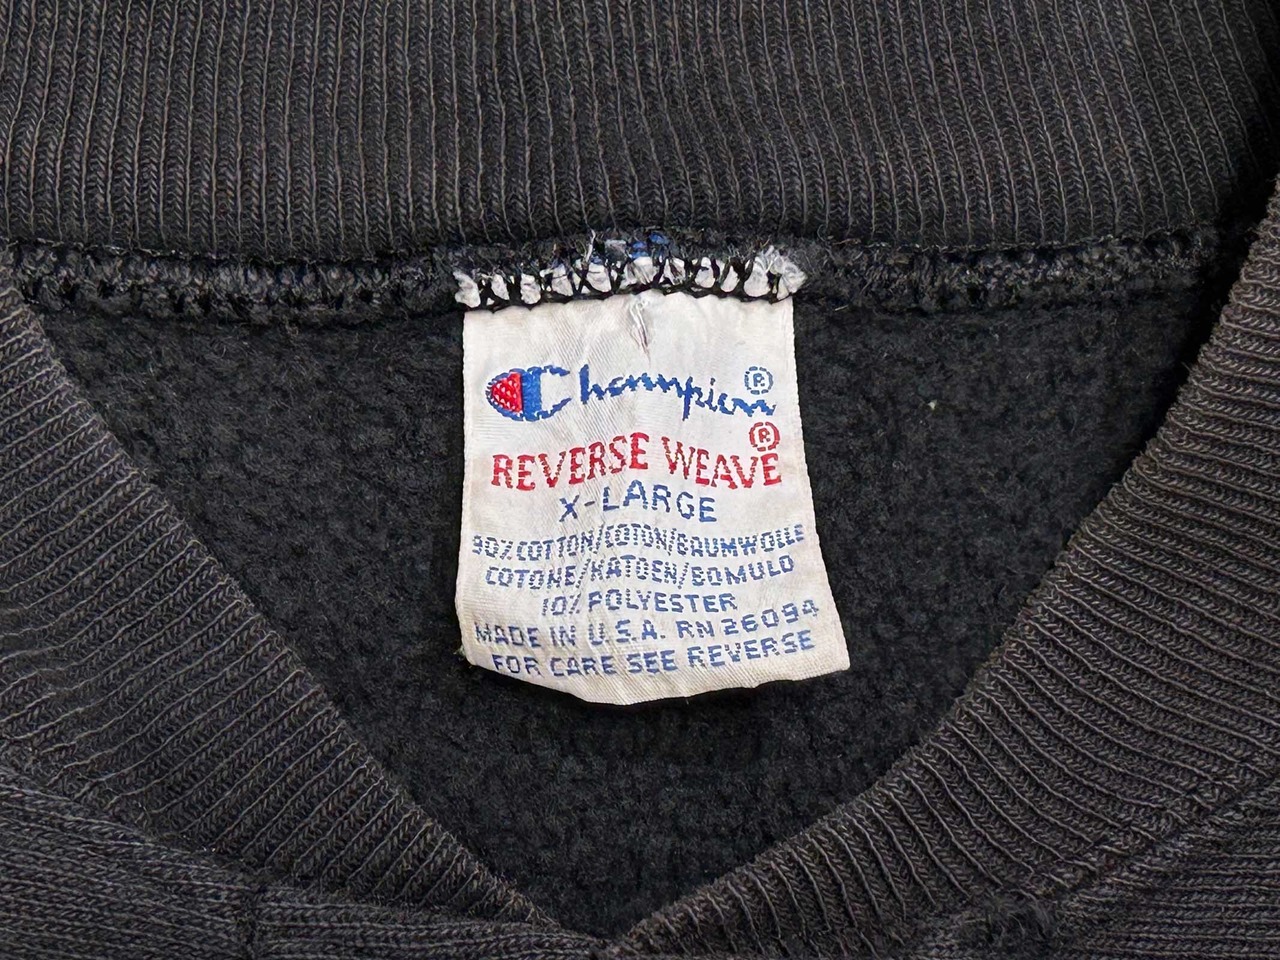 Champion®
REVERSE WEAVE®
X-LARGE
90% COTTON/COTON/BAUMWOLLE
COTONE/KATOEN/BOMULD
10% POLYESTER
MADE IN U.S.A. RN 26094
FOR CARE SEE REVERSE